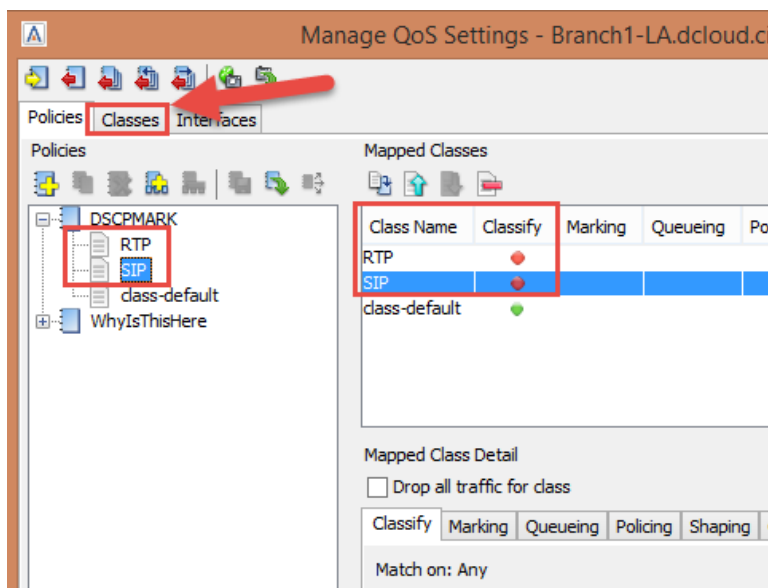 Manage QoS Settings - Branch1-LA.dcloud.ci
Policies Classes Interfaces
Policies
Mapped Classes
DSCPMARK
RTP
SIP
class-default
WhyIsThisHere
Class Name Classify Marking Queueing Po
RTP
SIP
class-default
Mapped Class Detail
Drop all traffic for class
Classify Marking Queueing Policing Shaping
Match on: Any